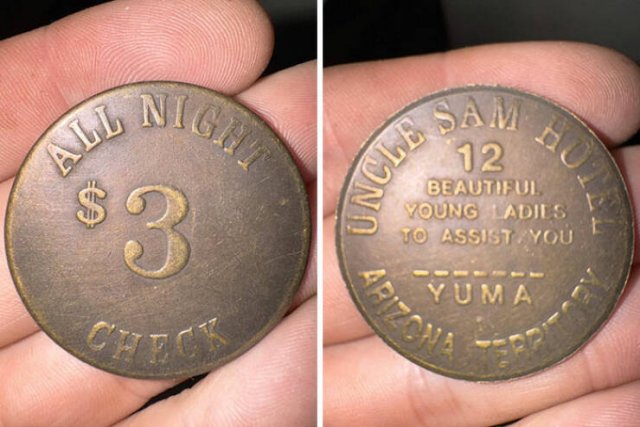 ALL NIGHT
$3
CHECK
UNCLE SAM HOTEL
12
BEAUTIFUL
YOUNG LADIES
TO ASSIST YOU
YUMA
ARIZONA TERRITORY